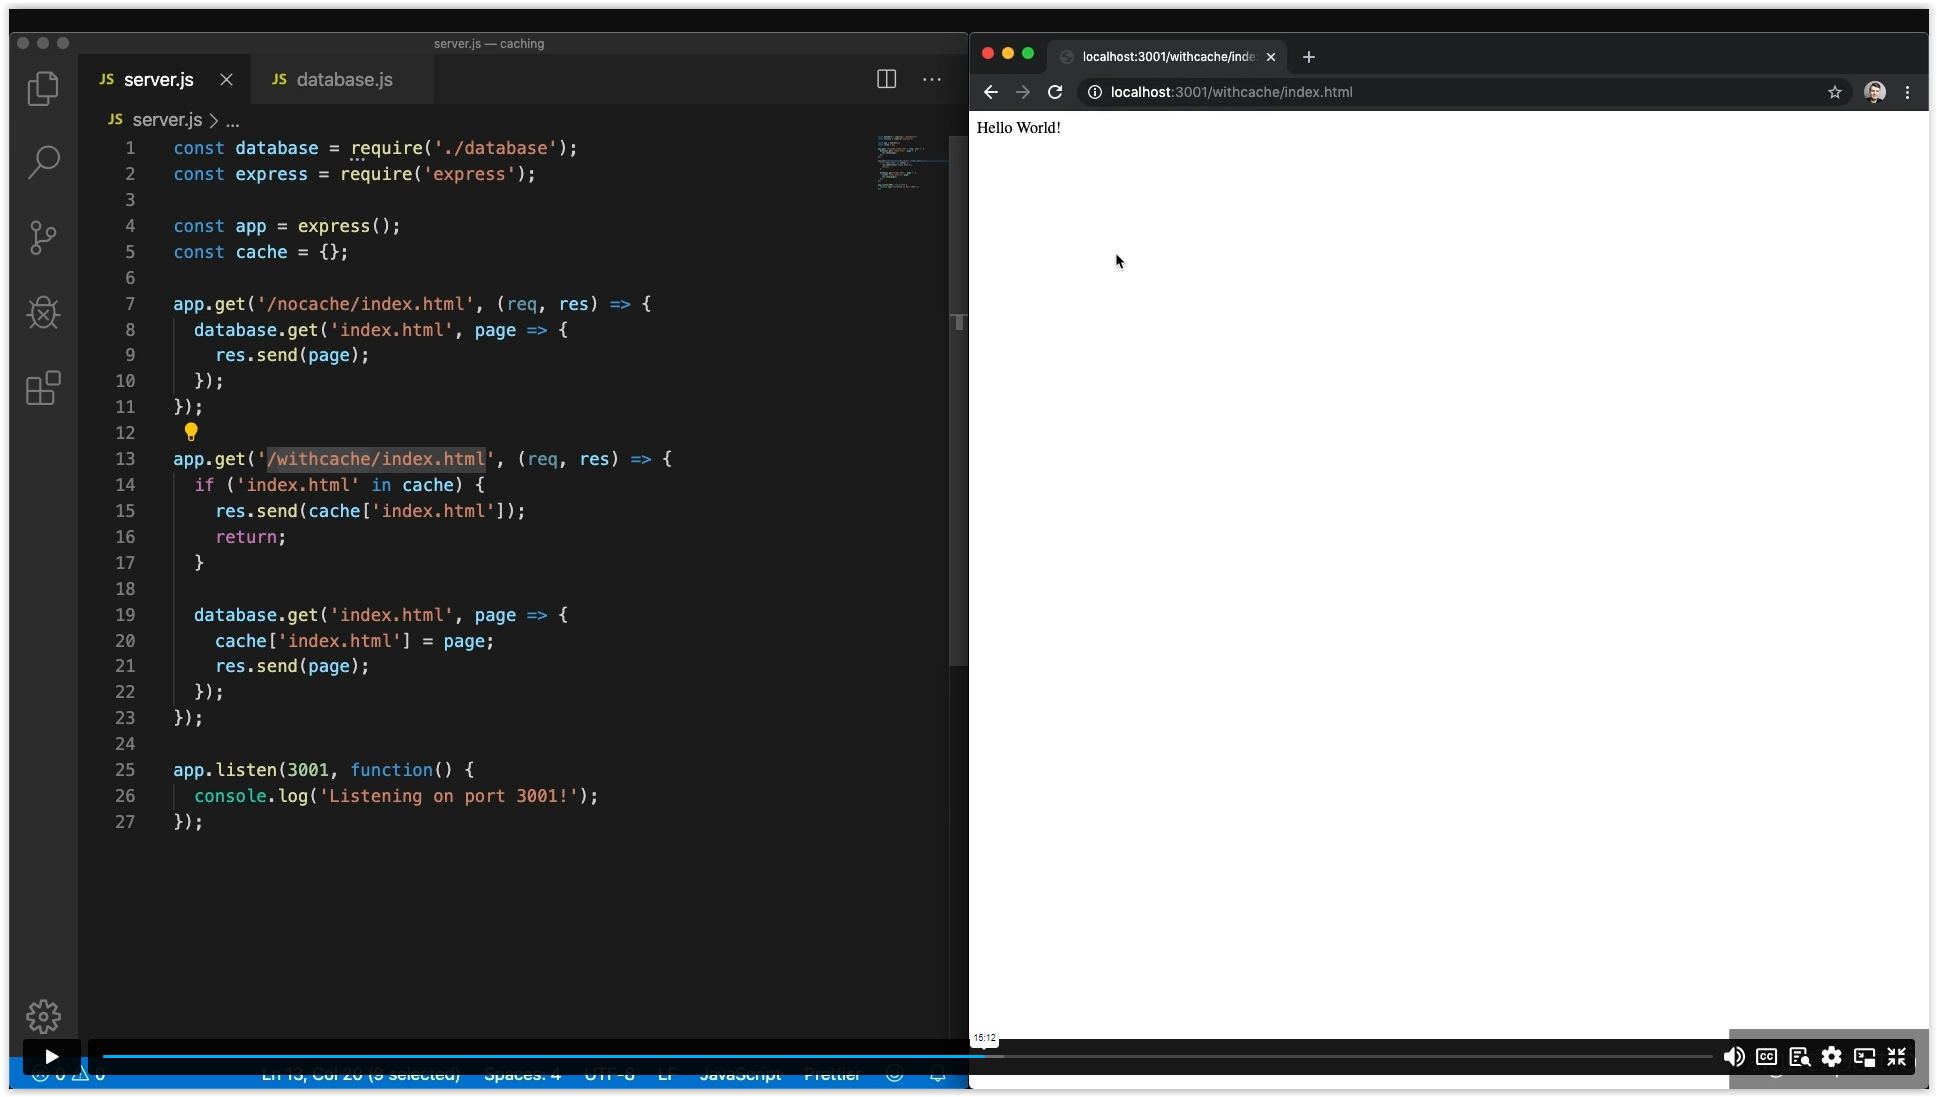 server.js — caching
JS server.js
JS database.js
JS server.js > ...
1 const database = require('./database');
2 const express = require('express');
3
4 const app = express();
5 const cache = {};
6
7 app.get('/nocache/index.html', (req, res) => {
8 database.get('index.html', page => {
9 res.send(page);
10 });
11 });
12
13 app.get('/withcache/index.html', (req, res) => {
14 if ('index.html' in cache) {
15 res.send(cache['index.html']);
16 return;
17 }
18
19 database.get('index.html', page => {
20 cache['index.html'] = page;
21 res.send(page);
22 });
23 });
24
25 app.listen(3001, function() {
26 console.log('Listening on port 3001!');
27 });
0 0 Ln 13, Col 20 (9 selected) Spaces: 4 UTF-8 LF JavaScript Prettier
localhost:3001/withcache/inde
localhost:3001/withcache/index.html
Hello World!
15:12
CC